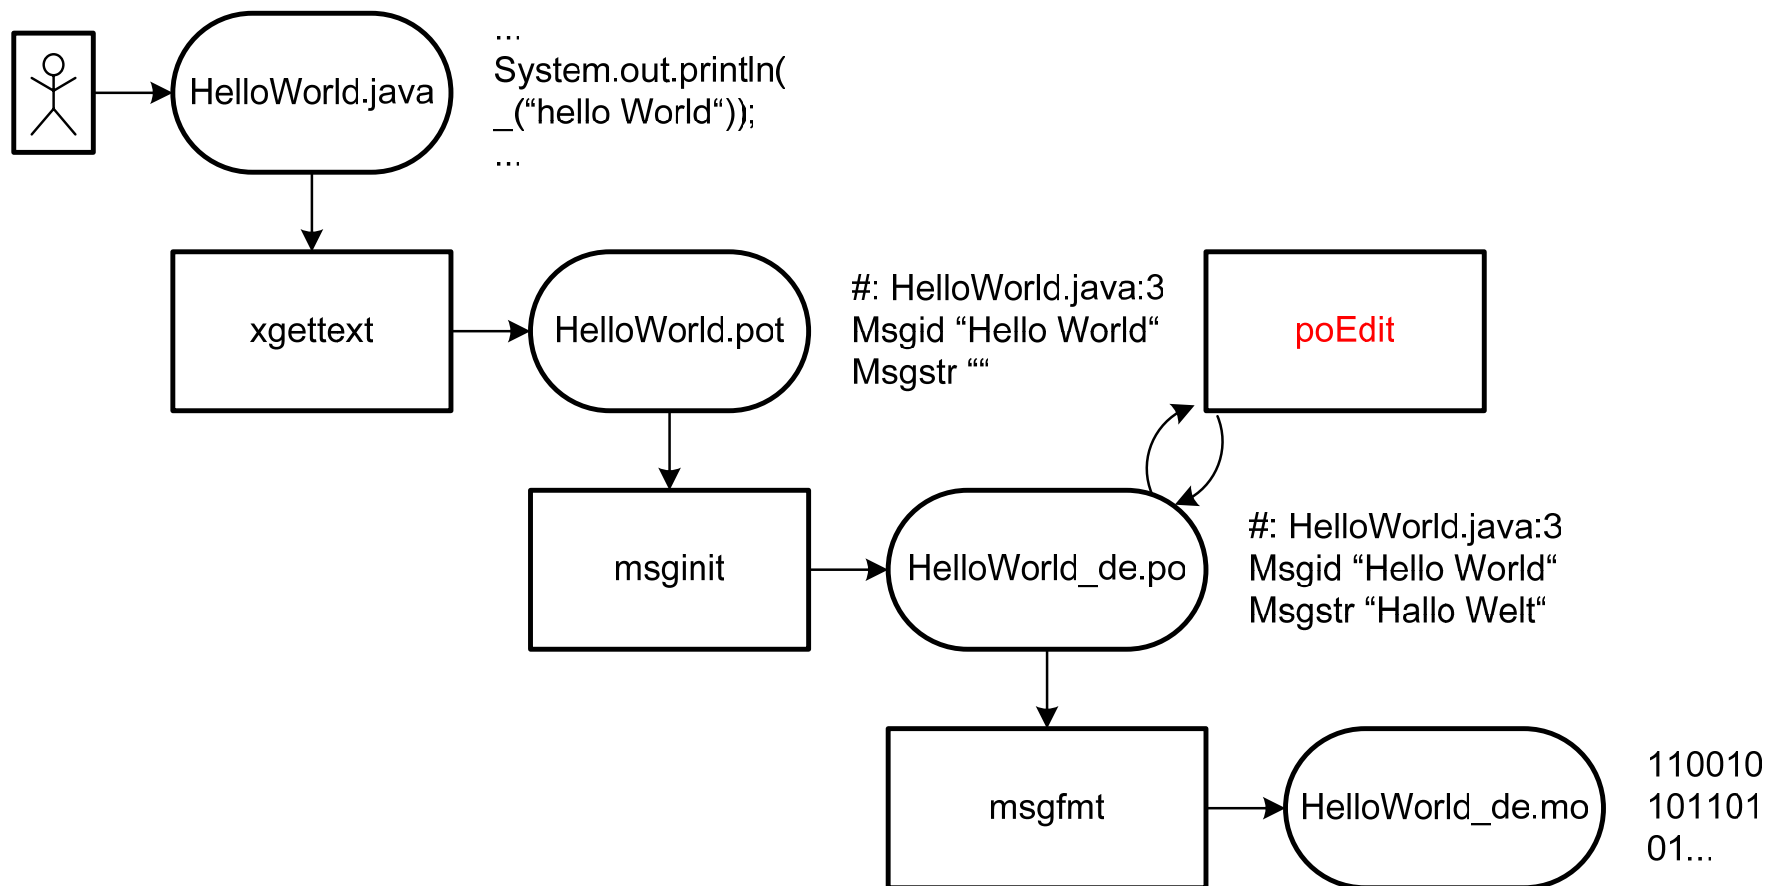 HelloWorld.java
...
System.out.println(
_(“hello World“));
...
xgettext
HelloWorld.pot
#: HelloWorld.java:3
Msgid “Hello World“
Msgstr ““
poEdit
msginit
HelloWorld_de.po
#: HelloWorld.java:3
Msgid “Hello World“
Msgstr “Hallo Welt“
msgfmt
HelloWorld_de.mo
110010
101101
01...